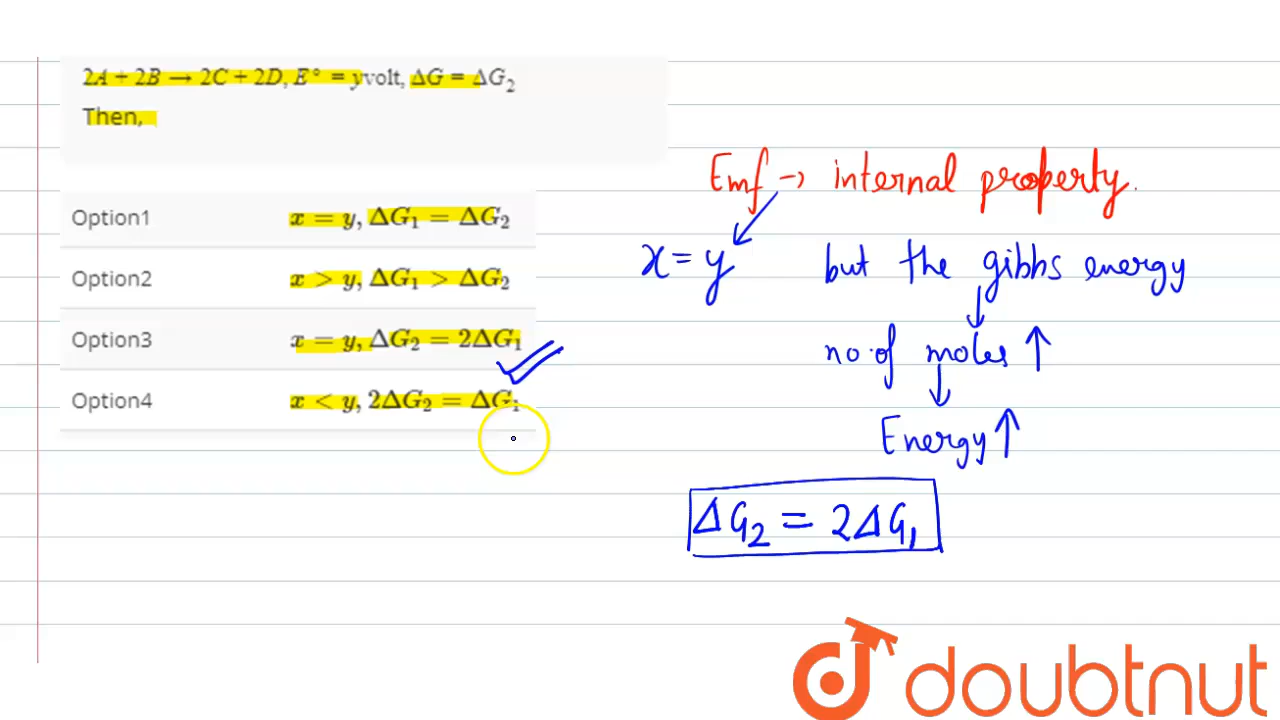 2A + 2B → 2C + 2D, E° = yvolt, ΔG = ΔG₂
Then,
Option1 x = y, ΔG₁ = ΔG₂
Option2 x > y, ΔG₁ > ΔG₂
Option3 x = y, ΔG₂ = 2ΔG₁
Option4 x < y, 2ΔG₂ = ΔG₁
Emf → internal property.
x = y but the gibbs energy
no. of moles ↑
Energy ↑
ΔG₂ = 2ΔG₁
doubtnut